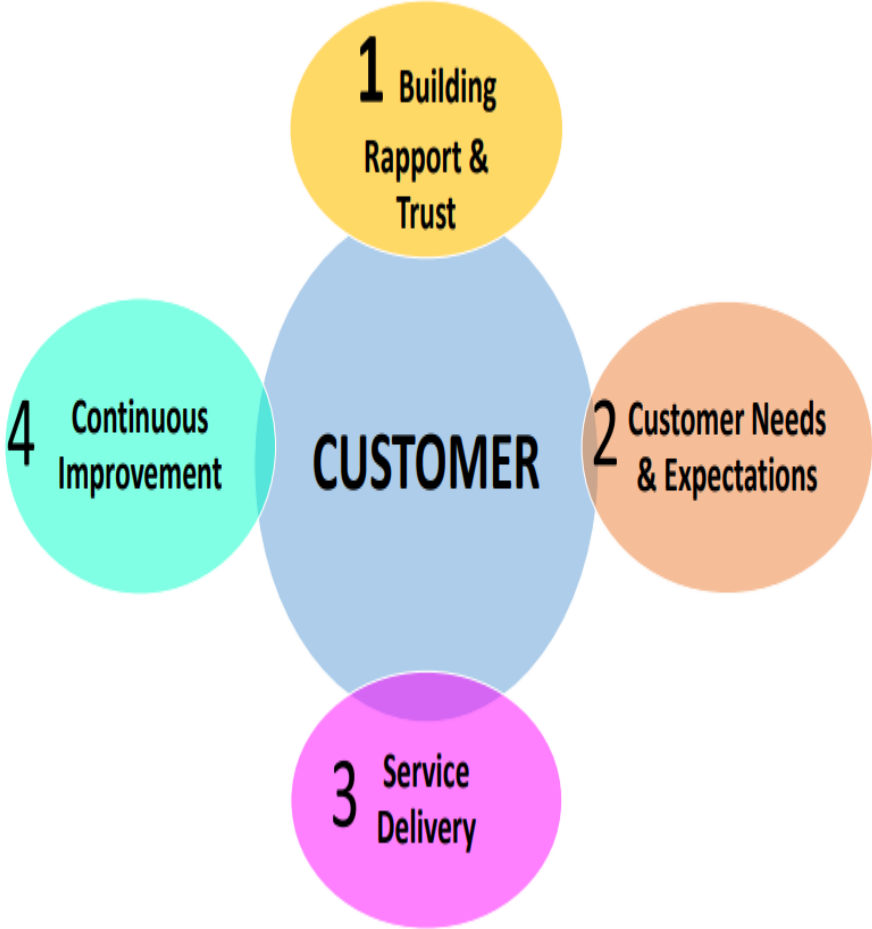 1 Building
Rapport &
Trust
2 Customer Needs
& Expectations
3 Service
Delivery
4 Continuous
Improvement
CUSTOMER